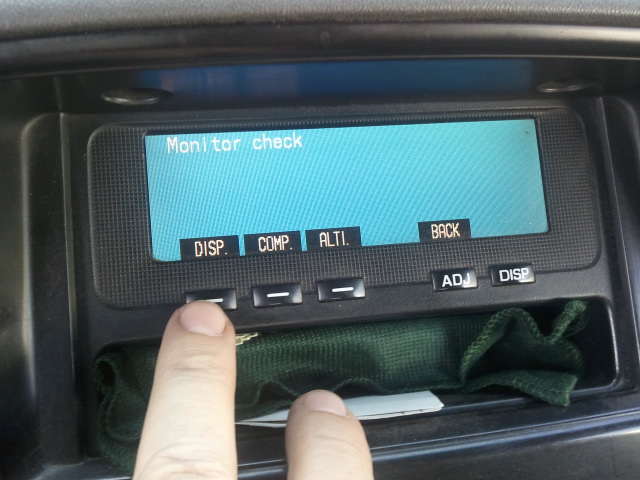 Monitor check
DISP. COMP. ALTI. BACK
ADJ DISP